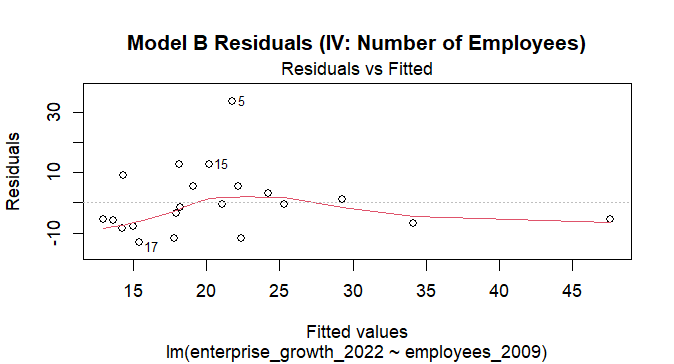 Model B Residuals (IV: Number of Employees)
Residuals vs Fitted
Residuals
30
10
-10
5
15
17
15 20 25 30 35 40 45
Fitted values
lm(enterprise_growth_2022 ~ employees_2009)